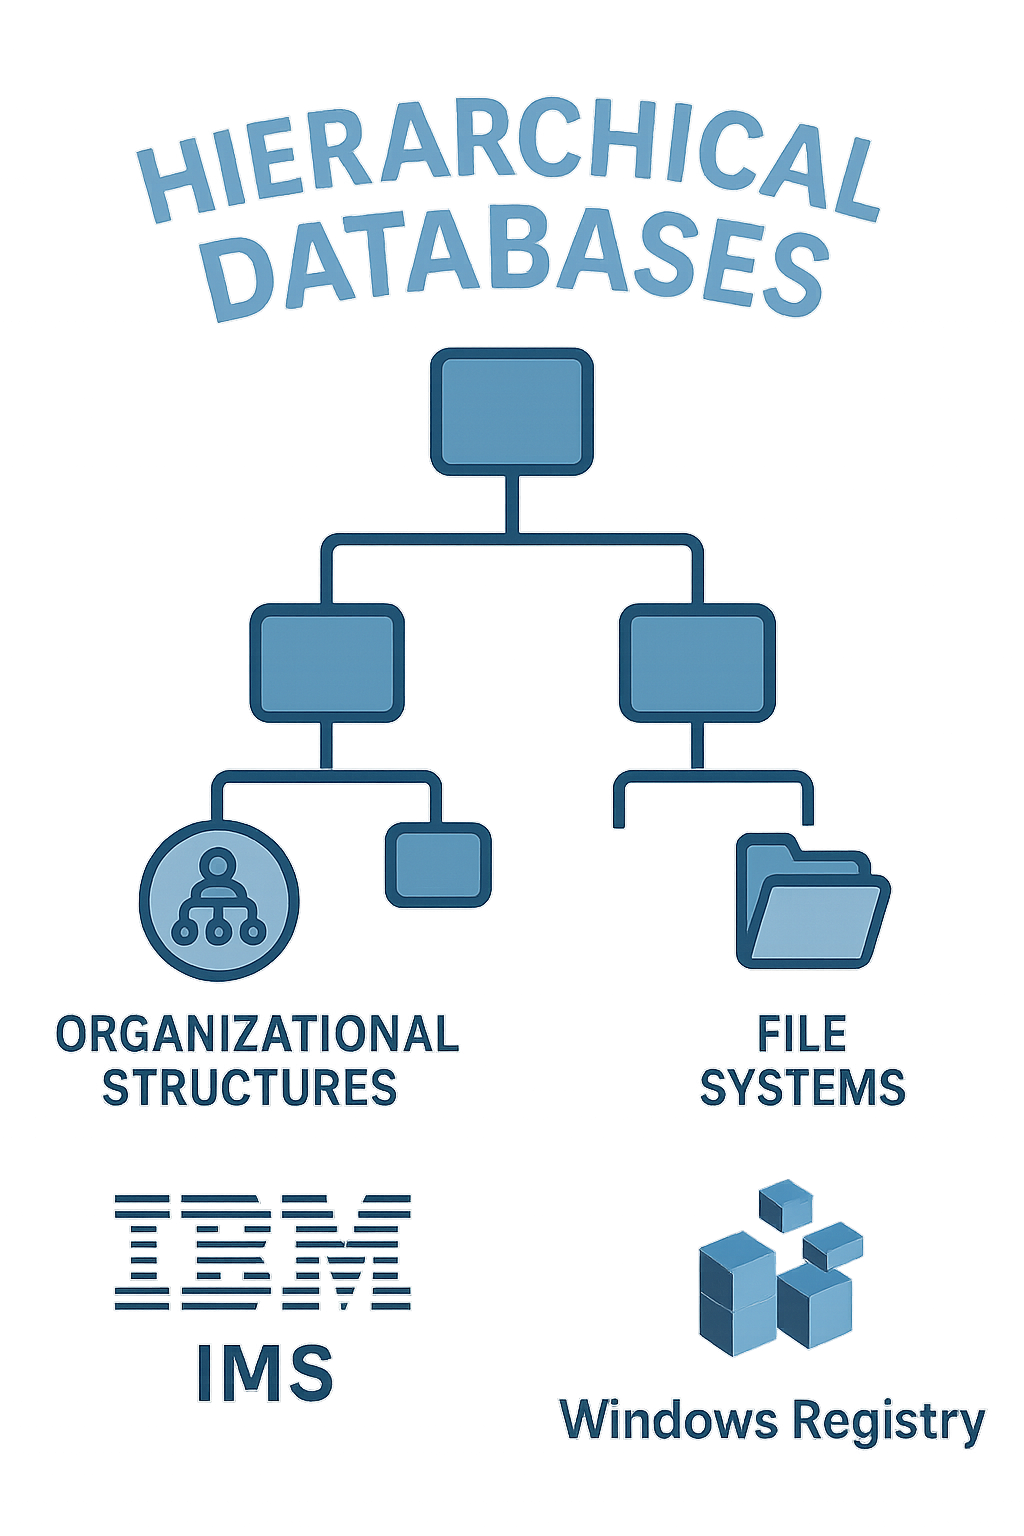 HIERARCHICAL
DATABASES
ORGANIZATIONAL
STRUCTURES
FILE
SYSTEMS
IBM
IMS
Windows Registry